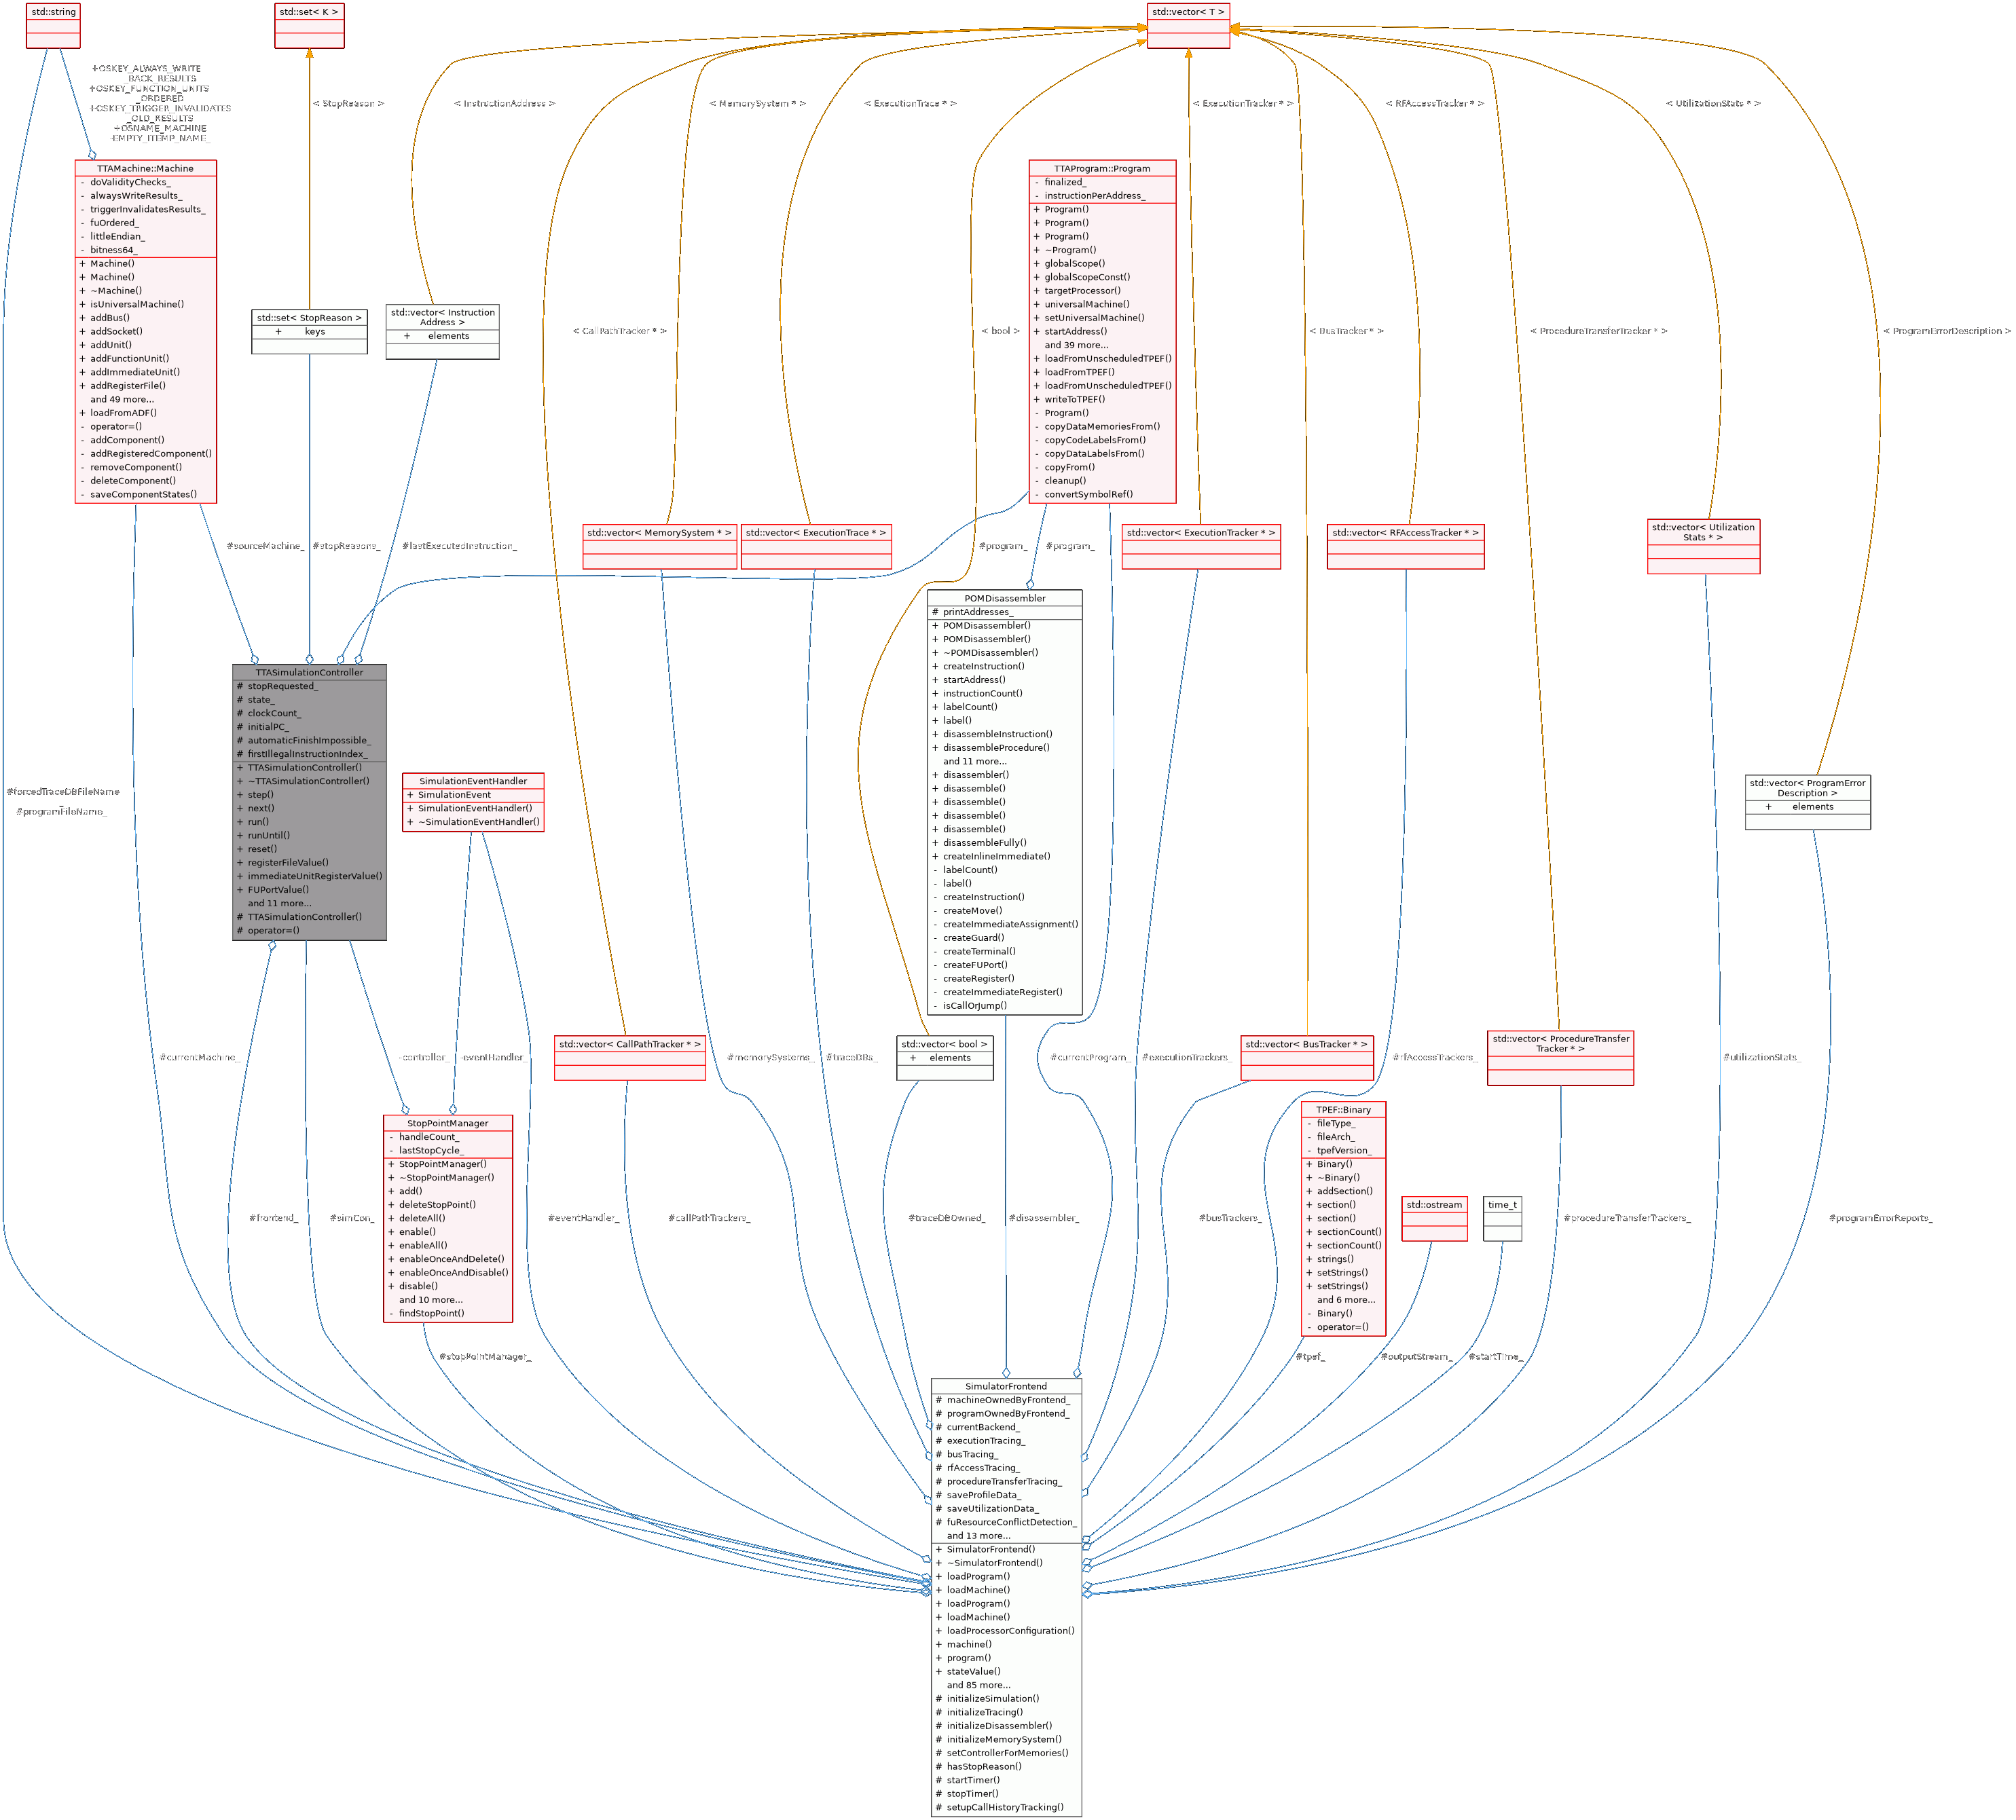 std::string
std::set< K >
std::vector< T >
+OSKEY_ALWAYS_WRITE
_BACK_RESULTS
+OSKEY_FUNCTION_UNITS
_ORDERED
+OSKEY_TRIGGER_INVALIDATES
_OLD_RESULTS
+OSNAME_MACHINE
-EMPTY_ITEMP_NAME_
< StopReason >
< InstructionAddress >
< MemorySystem * >
< ExecutionTrace * >
< ExecutionTracker * >
< RFAccessTracker * >
< UtilizationStats * >
TTAMachine::Machine
- doValidityChecks_
- alwaysWriteResults_
- triggerInvalidatesResults_
- fuOrdered_
- littleEndian_
- bitness64_
+ Machine()
+ Machine()
+ ~Machine()
+ isUniversalMachine()
+ addBus()
+ addSocket()
+ addUnit()
+ addFunctionUnit()
+ addImmediateUnit()
+ addRegisterFile()
and 49 more...
+ loadFromADF()
- operator=()
- addComponent()
- addRegisteredComponent()
- removeComponent()
- deleteComponent()
- saveComponentStates()
TTAProgram::Program
- finalized_
- instructionPerAddress_
+ Program()
+ Program()
+ Program()
+ ~Program()
+ globalScope()
+ globalScopeConst()
+ targetProcessor()
+ universalMachine()
+ setUniversalMachine()
+ startAddress()
and 39 more...
+ loadFromUnscheduledTPEF()
+ loadFromTPEF()
+ loadFromUnscheduledTPEF()
+ writeToTPEF()
- Program()
- copyDataMemoriesFrom()
- copyCodeLabelsFrom()
- copyDataLabelsFrom()
- copyFrom()
- cleanup()
- convertSymbolRef()
std::set< StopReason >
+ keys
std::vector< Instruction
Address >
+ elements
< CallPathTracker * >
< bool >
< BusTracker * >
< ProcedureTransferTracker * >
< ProgramErrorDescription >
std::vector< MemorySystem * >
std::vector< ExecutionTrace * >
std::vector< ExecutionTracker * >
std::vector< RFAccessTracker * >
std::vector< Utilization
Stats * >
#sourceMachine_
#stopReasons_
#lastExecutedInstruction_
#program_
#program_
POMDisassembler
# printAddresses_
+ POMDisassembler()
+ POMDisassembler()
+ ~POMDisassembler()
+ createInstruction()
+ startAddress()
+ instructionCount()
+ labelCount()
+ label()
+ disassembleInstruction()
+ disassembleProcedure()
and 11 more...
+ disassembler()
+ disassemble()
+ disassemble()
+ disassemble()
+ disassemble()
+ disassembleFully()
+ createInlineImmediate()
- labelCount()
- label()
- createInstruction()
- createMove()
- createImmediateAssignment()
- createGuard()
- createTerminal()
- createFUPort()
- createRegister()
- createImmediateRegister()
- isCallOrJump()
TTASimulationController
# stopRequested_
# state_
# clockCount_
# initialPC_
# automaticFinishImpossible_
# firstIllegalInstructionIndex_
+ TTASimulationController()
+ ~TTASimulationController()
+ step()
+ next()
+ run()
+ runUntil()
+ reset()
+ registerFileValue()
+ immediateUnitRegisterValue()
+ FUPortValue()
and 11 more...
# TTASimulationController()
# operator=()
SimulationEventHandler
+ SimulationEvent
+ SimulationEventHandler()
+ ~SimulationEventHandler()
std::vector< ProgramError
Description >
+ elements
#forcedTraceDBFileName
_
#programFileName_
std::vector< CallPathTracker * >
std::vector< bool >
+ elements
std::vector< BusTracker * >
std::vector< ProcedureTransfer
Tracker * >
#currentMachine_
-controller_
-eventHandler_
#memorySystems_
#traceDBs_
#currentProgram_
#executionTrackers_
#rfAccessTrackers_
#utilizationStats_
StopPointManager
- handleCount_
- lastStopCycle_
+ StopPointManager()
+ ~StopPointManager()
+ add()
+ deleteStopPoint()
+ deleteAll()
+ enable()
+ enableAll()
+ enableOnceAndDelete()
+ enableOnceAndDisable()
+ disable()
and 10 more...
- findStopPoint()
TPEF::Binary
- fileType_
- fileArch_
- tpefVersion_
+ Binary()
+ ~Binary()
+ addSection()
+ section()
+ section()
+ sectionCount()
+ sectionCount()
+ strings()
+ setStrings()
+ setStrings()
and 6 more...
- Binary()
- operator=()
std::ostream
time_t
#frontend_
#simCon_
#eventHandler_
#callPathTrackers_
#traceDBOwned_
#disassembler_
#busTrackers_
#procedureTransferTrackers_
#programErrorReports_
#stopPointManager_
#tpef_
#outputStream_
#startTime_
SimulatorFrontend
# machineOwnedByFrontend_
# programOwnedByFrontend_
# currentBackend_
# executionTracing_
# busTracing_
# rfAccessTracing_
# procedureTransferTracing_
# saveProfileData_
# saveUtilizationData_
# fuResourceConflictDetection_
and 13 more...
+ SimulatorFrontend()
+ ~SimulatorFrontend()
+ loadProgram()
+ loadMachine()
+ loadProgram()
+ loadMachine()
+ loadProcessorConfiguration()
+ machine()
+ program()
+ stateValue()
and 85 more...
# initializeSimulation()
# initializeTracing()
# initializeDisassembler()
# initializeMemorySystem()
# setControllerForMemories()
# hasStopReason()
# startTimer()
# stopTimer()
# setupCallHistoryTracking()